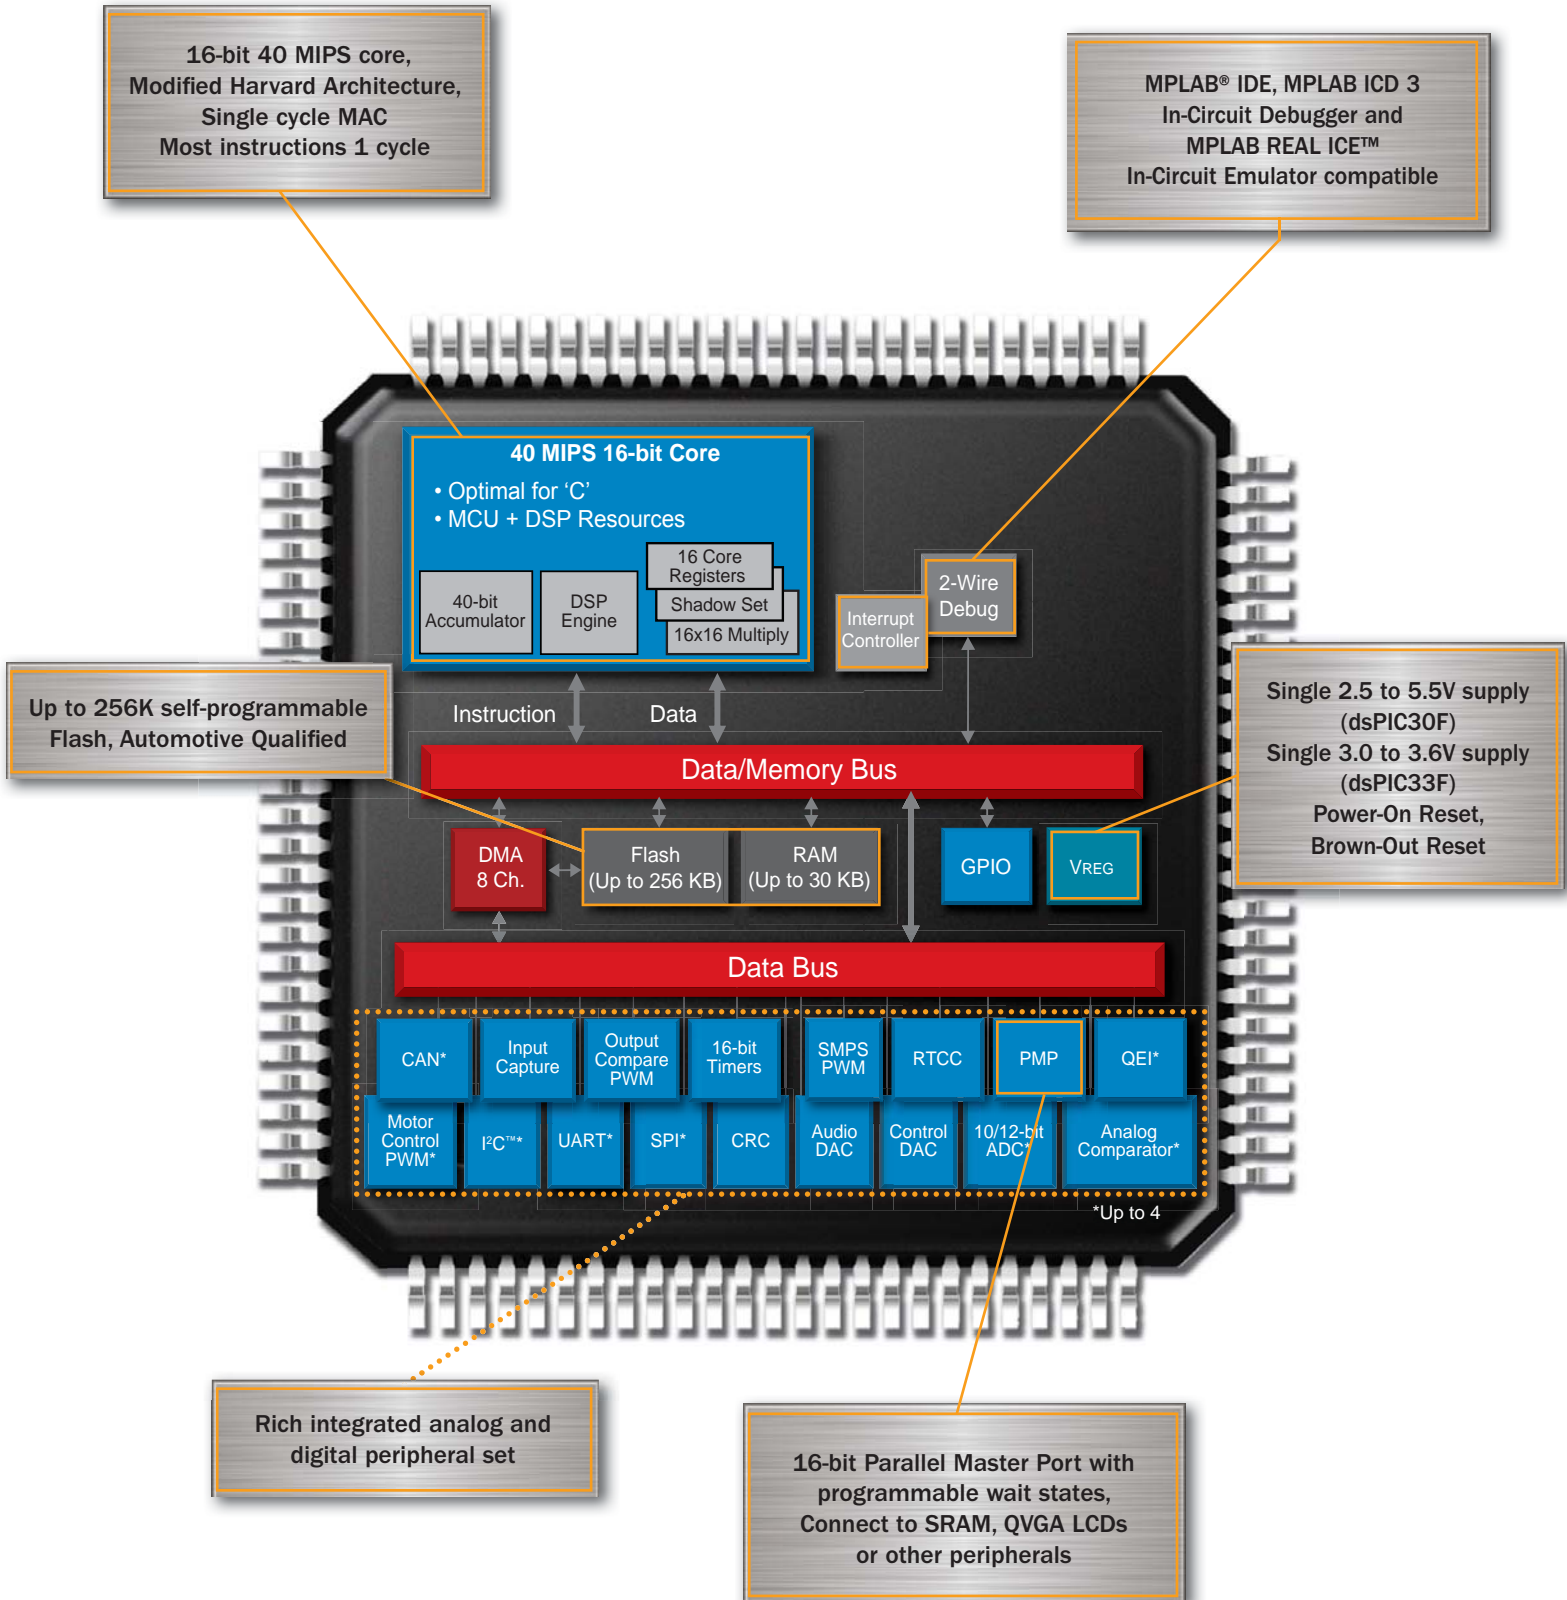 16-bit 40 MIPS core,
Modified Harvard Architecture,
Single cycle MAC
Most instructions 1 cycle
MPLAB® IDE, MPLAB ICD 3
In-Circuit Debugger and
MPLAB REAL ICE™
In-Circuit Emulator compatible
40 MIPS 16-bit Core
• Optimal for ‘C’
• MCU + DSP Resources
40-bit
Accumulator
DSP
Engine
16 Core
Registers
Shadow Set
16x16 Multiply
Interrupt
Controller
2-Wire
Debug
Up to 256K self-programmable
Flash, Automotive Qualified
Instruction
Data
Single 2.5 to 5.5V supply
(dsPIC30F)
Single 3.0 to 3.6V supply
(dsPIC33F)
Power-On Reset,
Brown-Out Reset
Data/Memory Bus
DMA
8 Ch.
Flash
(Up to 256 KB)
RAM
(Up to 30 KB)
GPIO
VREG
Data Bus
CAN*
Input
Capture
Output
Compare
PWM
16-bit
Timers
SMPS
PWM
RTCC
PMP
QEI*
Motor
Control
PWM*
I²C™*
UART*
SPI*
CRC
Audio
DAC
Control
DAC
10/12-bit
ADC*
Analog
Comparator*
*Up to 4
Rich integrated analog and
digital peripheral set
16-bit Parallel Master Port with
programmable wait states,
Connect to SRAM, QVGA LCDs
or other peripherals